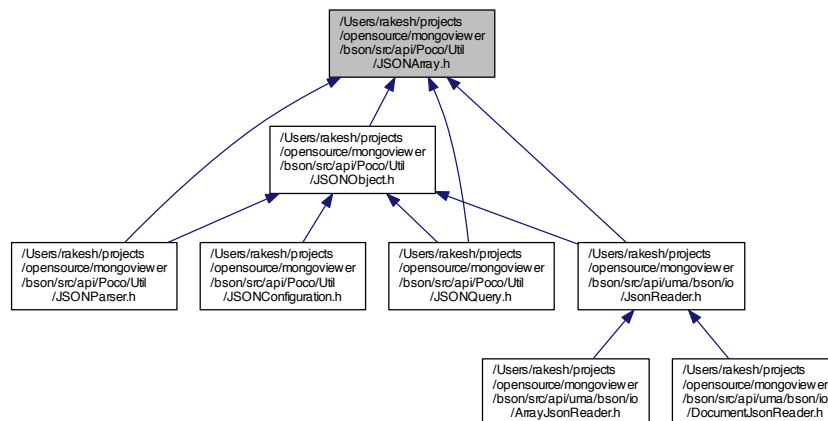 /Users/rakesh/projects
/opensource/mongoviewer
/bson/src/api/Poco/Util
/JSONArray.h
/Users/rakesh/projects
/opensource/mongoviewer
/bson/src/api/Poco/Util
/JSONObject.h
/Users/rakesh/projects
/opensource/mongoviewer
/bson/src/api/Poco/Util
/JSONParser.h
/Users/rakesh/projects
/opensource/mongoviewer
/bson/src/api/Poco/Util
/JSONConfiguration.h
/Users/rakesh/projects
/opensource/mongoviewer
/bson/src/api/Poco/Util
/JSONQuery.h
/Users/rakesh/projects
/opensource/mongoviewer
/bson/src/api/uma/bson/io
/JsonReader.h
/Users/rakesh/projects
/opensource/mongoviewer
/bson/src/api/uma/bson/io
/ArrayJsonReader.h
/Users/rakesh/projects
/opensource/mongoviewer
/bson/src/api/uma/bson/io
/DocumentJsonReader.h